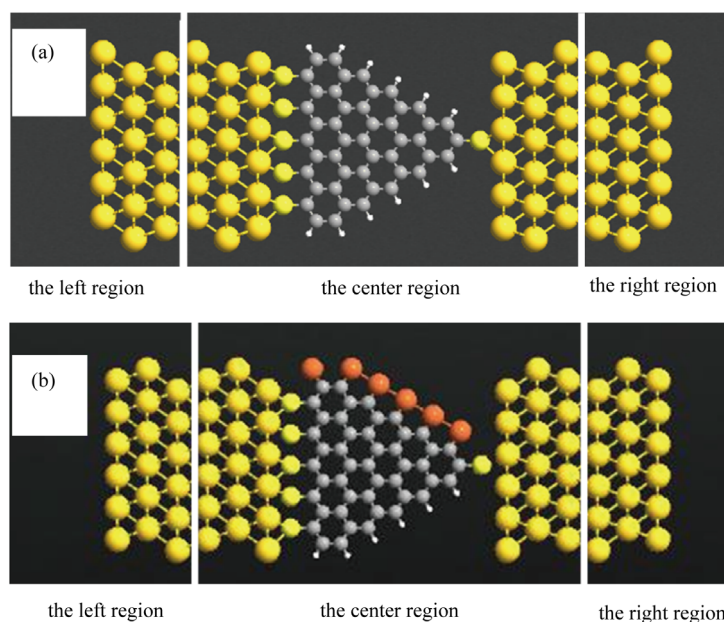 (a)
the left region
the center region
the right region
(b)
the left region
the center region
the right region